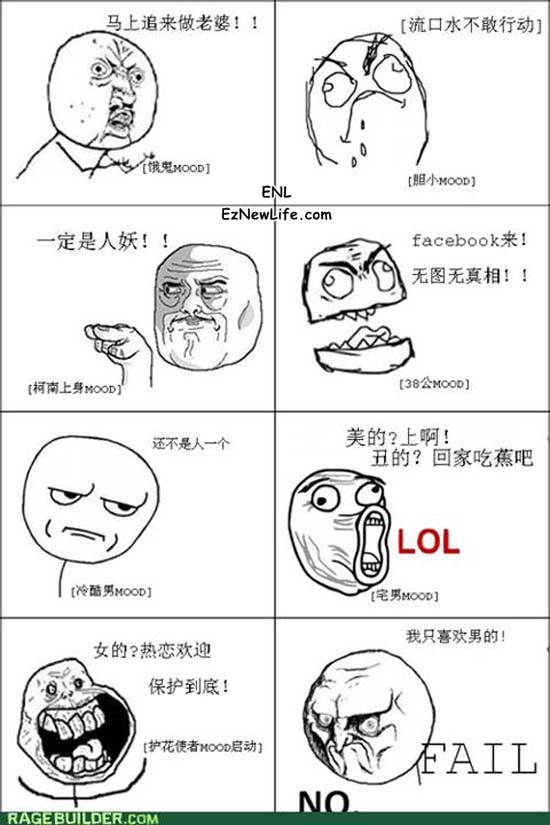 马上追来做老婆！！
[饿鬼MOOD]
[流口水不敢行动]
[胆小MOOD]
ENL
EzNewLife.com
一定是人妖！！
[柯南上身MOOD]
facebook来！
无图无真相！！
[38公MOOD]
还不是人一个
[冷酷男MOOD]
美的?上啊！
丑的？回家吃蕉吧
LOL
[宅男MOOD]
女的?热恋欢迎
保护到底！
[护花使者MOOD启动]
我只喜欢男的！
FAIL
NO.
RAGEBUILDER.COM